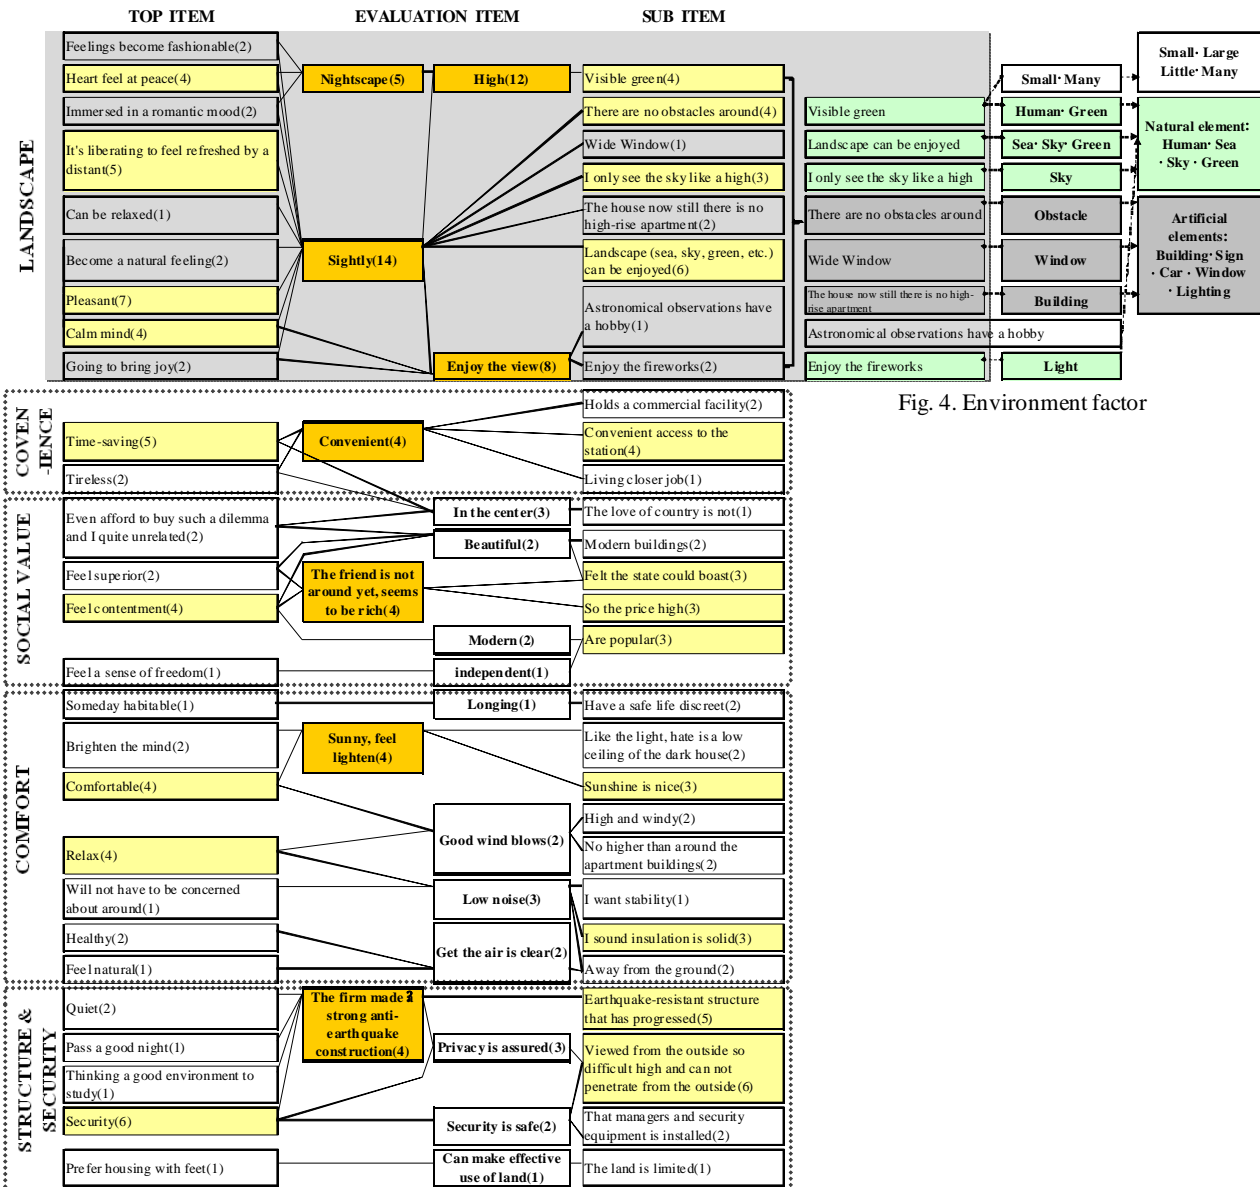 TOP ITEM
EVALUATION ITEM
SUB ITEM
LANDSCAPE
Feelings become fashionable(2)
Heart feel at peace(4)
Immersed in a romantic mood(2)
It's liberating to feel refreshed by a
distant(5)
Can be relaxed(1)
Become a natural feeling(2)
Pleasant(7)
Calm mind(4)
Going to bring joy(2)
Nightscape(5)
High(12)
Sightly(14)
Enjoy the view(8)
Visible green(4)
There are no obstacles around(4)
Wide Window(1)
I only see the sky like a high(3)
The house now still there is no
high-rise apartment(2)
Landscape (sea, sky, green, etc.)
can be enjoyed(6)
Astronomical observations have
a hobby(1)
Enjoy the fireworks(2)
Visible green
Landscape can be enjoyed
I only see the sky like a high
There are no obstacles around
Wide Window
The house now still there is no high-
rise apartment
Astronomical observations have a hobby
Enjoy the fireworks
Small· Many
Human· Green
Sea· Sky· Green
Sky
Obstacle
Window
Building
Light
Small· Large
Little· Many
Natural element:
Human· Sea
· Sky · Green
Artificial
elements:
Building· Sign
· Car · Window
· Lighting
Fig. 4. Environment factor
COVEN
-IENCE
Time-saving(5)
Tireless(2)
Convenient(4)
Holds a commercial facility(2)
Convenient access to the
station(4)
Living closer job(1)
SOCIAL VALUE
Even afford to buy such a dilemma
and I quite unrelated(2)
Feel superior(2)
Feel contentment(4)
Feel a sense of freedom(1)
In the center(3)
Beautiful(2)
The friend is not
around yet, seems
to be rich(4)
Modern(2)
independent(1)
The love of country is not(1)
Modern buildings(2)
Felt the state could boast(3)
So the price high(3)
Are popular(3)
COMFORT
Someday habitable(1)
Brighten the mind(2)
Comfortable(4)
Relax(4)
Will not have to be concerned
about around(1)
Healthy(2)
Feel natural(1)
Longing(1)
Sunny, feel
lighten(4)
Good wind blows(2)
Low noise(3)
Get the air is clear(2)
Have a safe life discreet(2)
Like the light, hate is a low
ceiling of the dark house(2)
Sunshine is nice(3)
High and windy(2)
No higher than around the
apartment buildings(2)
I want stability(1)
I sound insulation is solid(3)
Away from the ground(2)
STRUCTURE &
SECURITY
Quiet(2)
Pass a good night(1)
Thinking a good environment to
study(1)
Security(6)
Prefer housing with feet(1)
The firm made
strong anti-
earthquake
construction(4)
Privacy is assured(3)
Security is safe(2)
Can make effective
use of land(1)
Earthquake-resistant structure
that has progressed(5)
Viewed from the outside so
difficult high and can not
penetrate from the outside(6)
That managers and security
equipment is installed(2)
The land is limited(1)